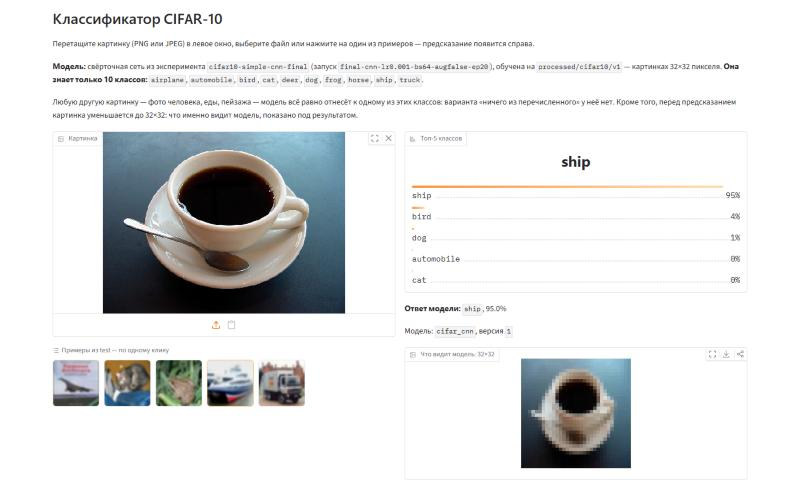 Классификатор CIFAR-10
Перетащите картинку (PNG или JPEG) в левое окно, выберите файл или нажмите на один из примеров — предсказание появится справа.
Модель: свёрточная сеть из эксперимента cifar10-simple-cnn-final (запуск final-cnn-lr0.001-bs64-augfalse-ep20), обучена на processed/cifar10/v1 — картинках 32×32 пикселя. Она
знает только 10 классов: airplane, automobile, bird, cat, deer, dog, frog, horse, ship, truck.
Любую другую картинку — фото человека, еды, пейзажа — модель всё равно отнесёт к одному из этих классов: варианта «ничего из перечисленного» у неё нет. Кроме того, перед предсказанием
картинка уменьшается до 32×32: что именно видит модель, показано под результатом.
Картинка
Топ-5 классов
ship
ship 95%
bird 4%
dog 1%
automobile 0%
cat 0%
Ответ модели: ship, 95.0%
Модель: cifar_cnn, версия 1
Примеры из test — по одному клику
Что видит модель: 32×32